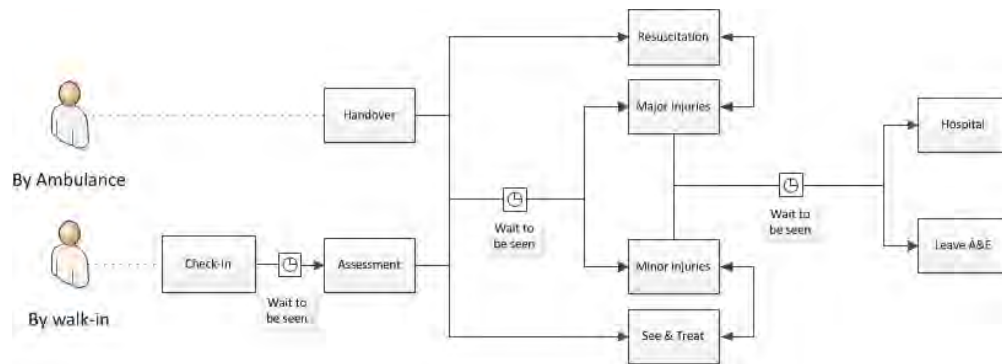 Resuscitation
Major Injuries
Handover
Hospital
By Ambulance
Wait to
be seen
Wait to
be seen
Check-In
Assessment
Minor Injuries
Leave A&E
Wait to
be seen
By walk-in
See & Treat